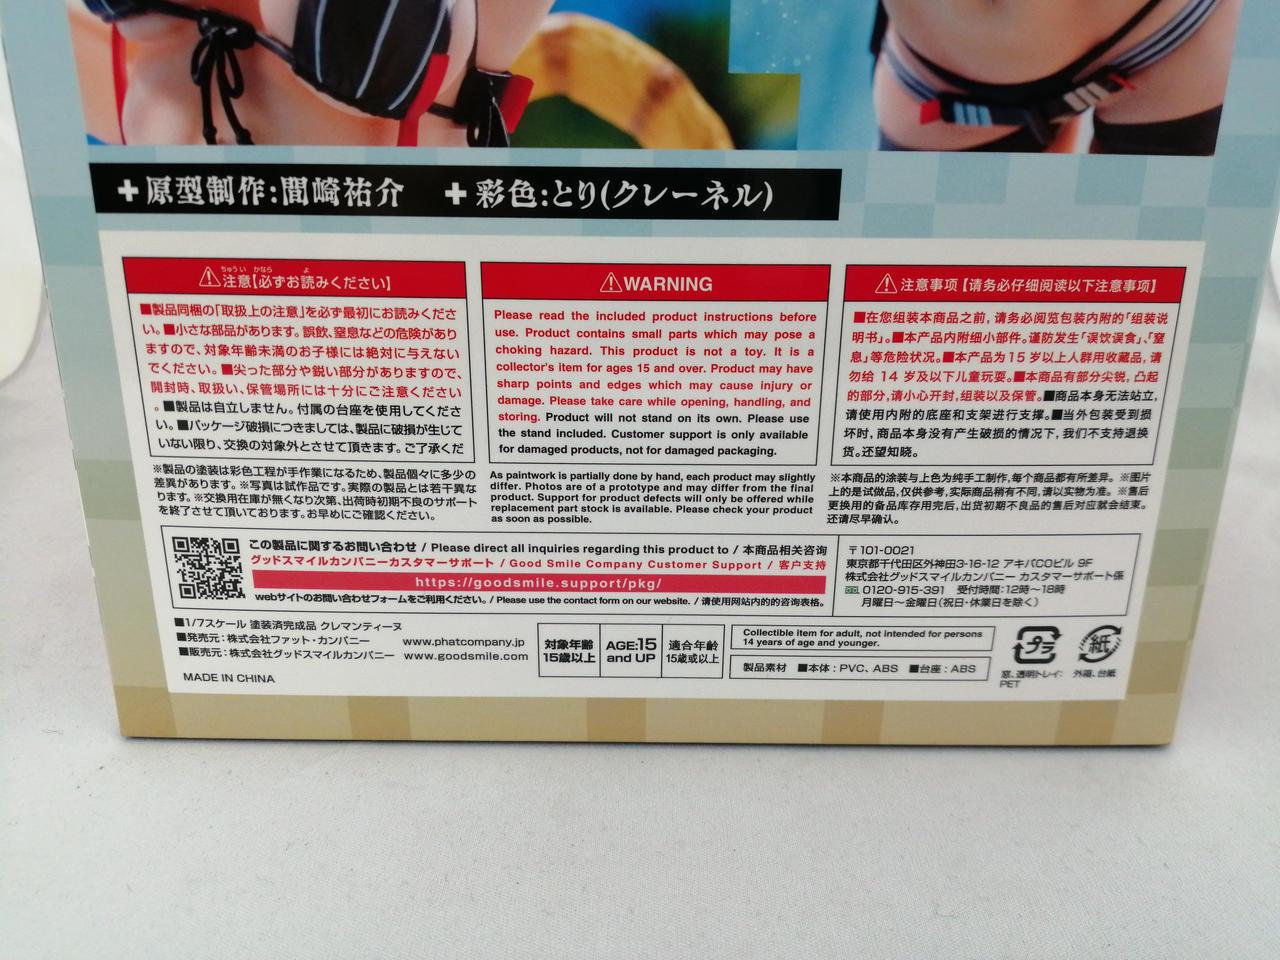 +原型制作:間崎祐介 +彩色:とり(クレーネル)
⚠注意【必ずお読みください】
ちゅうい かなら よ
■製品同梱の「取扱上の注意」を必ず最初にお読みくださ
い。■小さな部品があります。誤飲、窒息などの危険があり
ますので、対象年齢未満のお子様には絶対に与えない
でください。■尖った部分や鋭い部分がありますので、
開封時、取扱い、保管場所には十分にご注意ください
。■製品は自立しません。付属の台座を使用してくださ
い。■パッケージ破損につきましては、製品に破損が生じて
いない限り、交換の対象外とさせて頂きます。ご了承くだ
※製品の塗装は彩色工程が手作業になるため、製品個々に多少の
差異があります。※写真は試作品です。実際の製品とは若干異な
ります。※交換用在庫が無くなり次第、出荷時初期不良のサポート
を終了させて頂いております。お早めにご確認ください。
⚠WARNING
Please read the included product instructions before
use. Product contains small parts which may pose a
choking hazard. This product is not a toy. It is a
collector's item for ages 15 and over. Product may have
sharp points and edges which may cause injury or
damage. Please take care while opening, handling, and
storing. Product will not stand on its own. Please use
the stand included. Customer support is only available
for damaged products, not for damaged packaging.
As paintwork is partially done by hand, each product may slightly
differ. Photos are of a prototype and may differ from the final
product. Support for product defects will only be offered while
replacement part stock is available. Please check your product
as soon as possible.
⚠注意事项【请务必仔细阅读以下注意事项】
■在您组装本商品之前,请务必阅览包装内附的「组装说
明书」。■本产品内附细小部件。谨防发生「误饮误食」、「窒
息」等危险状况。■本产品为 15 岁以上人群用收藏品,请
勿给 14 岁及以下儿童玩耍。■本商品有部分尖锐,凸起
的部分,请小心开封,组装以及保管。■商品本身无法站立,
请使用内附的底座和支架进行支撑。■当外包装受到损
坏时,商品本身没有产生破损的情况下,我们不支持退换
货。还望知晓。
※本商品的涂装与上色为纯手工制作,每个商品都有所差异。※图片
上的是试做品,仅供参考,实际商品稍有不同,请以实物为准。※售后
更换用的备品库存用完后,出货初期不良品的售后对应就会结束。
还请尽早确认。
この製品に関するお問い合わせ / Please direct all inquiries regarding this product to / 本商品相关咨询
グッドスマイルカンパニーカスタマーサポート / Good Smile Company Customer Support / 客户支持
https://goodsmile.support/pkg/
webサイトのお問い合わせフォームをご利用ください。/ Please use the contact form on our website. / 请使用网站内的的咨询表格。
〒101-0021
東京都千代田区外神田3-16-12 アキバCOビル 9F
株式会社グッドスマイルカンパニー カスタマーサポート係
0120-915-391 受付時間:12時〜18時
月曜日〜金曜日(祝日・休業日を除く)
■1/7スケール 塗装済完成品 クレマンティーヌ
■発売元:株式会社ファット・カンパニー www.phatcompany.jp
■販売元:株式会社グッドスマイルカンパニー www.goodsmile.com
MADE IN CHINA
対象年齢
15歳以上
AGE:15
and UP
適合年齢
15歳或以上
Collectible item for adult, not intended for persons
14 years of age and younger.
製品素材 ■本体:PVC、ABS ■台座:ABS
プラ
窓、透明トレイ:
PET
紙
外箱、台紙